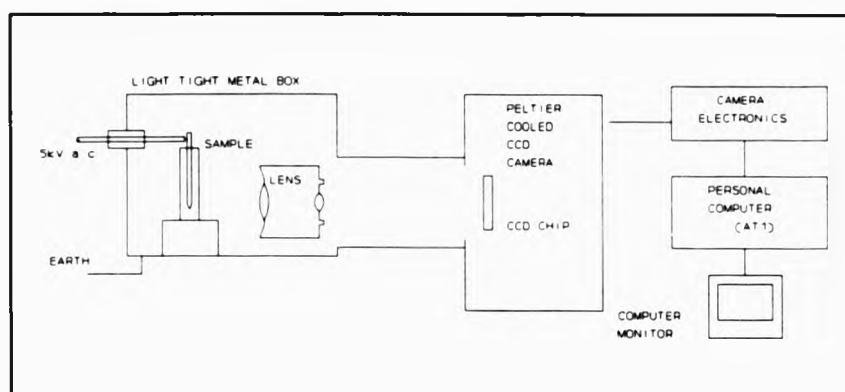 LIGHT TIGHT METAL BOX
5kV a c
SAMPLE
LENS
EARTH
PELTIER
COOLED
CCD
CAMERA
CCD CHIP
CAMERA
ELECTRONICS
PERSONAL
COMPUTER
(AT1)
COMPUTER
MONITOR